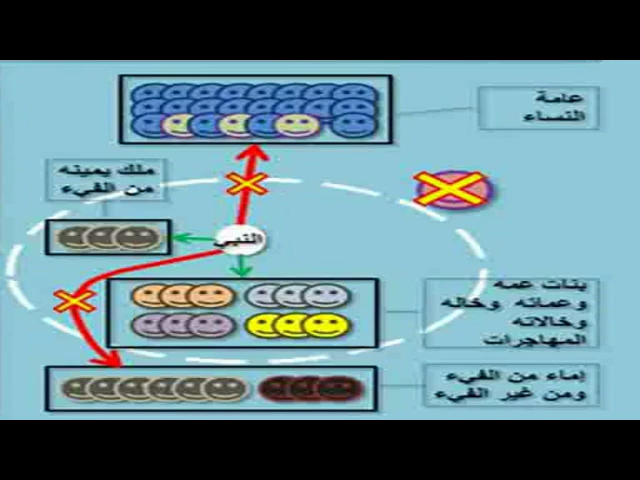 عامة
النساء
ملك يمينه
من الفيء
النبي
بنات عمه
وعماته وخاله
وخالاته
المهاجرات
إماء من الفيء
ومن غير الفيء